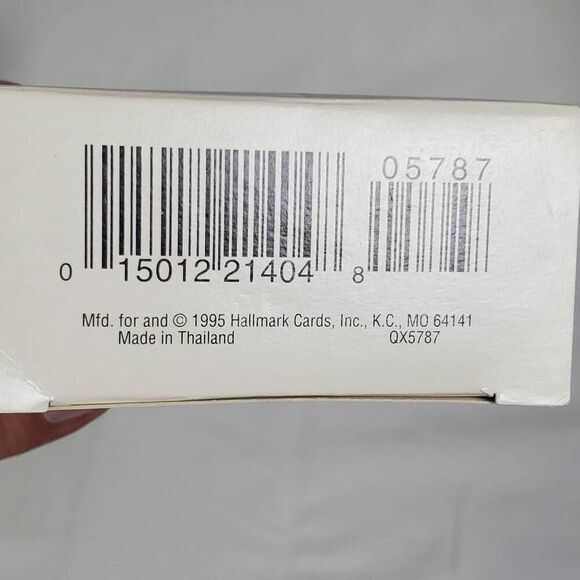 05787
0 15012 21404 8
Mfd. for and © 1995 Hallmark Cards, Inc., K.C., MO 64141
Made in Thailand QX5787